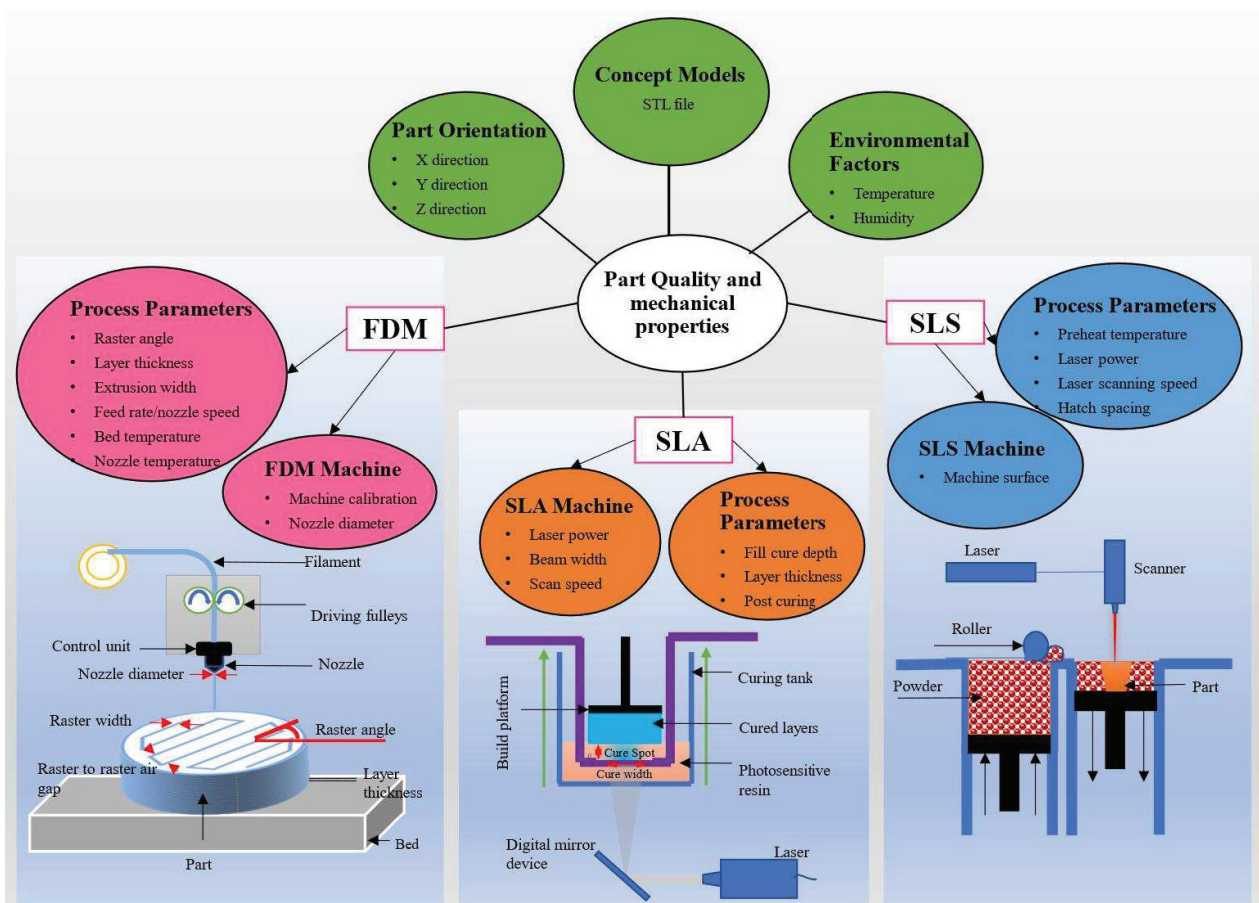 Concept Models
STL file
Part Orientation
• X direction
• Y direction
• Z direction
Environmental
Factors
• Temperature
• Humidity
Part Quality and
mechanical
properties
FDM
Process Parameters
• Raster angle
• Layer thickness
• Extrusion width
• Feed rate/nozzle speed
• Bed temperature
• Nozzle temperature
FDM Machine
• Machine calibration
• Nozzle diameter
Filament
Driving fulleys
Control unit
Nozzle
Nozzle diameter
Raster width
Raster angle
Raster to raster air
gap
Layer
thickness
Bed
Part
SLA
SLA Machine
• Laser power
• Beam width
• Scan speed
Process
Parameters
• Fill cure depth
• Layer thickness
• Post curing
Build platform
Curing tank
Cured layers
Cure Spot
Cure width
Photosensitive
resin
Digital mirror
device
Laser
SLS
Process Parameters
• Preheat temperature
• Laser power
• Laser scanning speed
• Hatch spacing
SLS Machine
• Machine surface
Laser
Scanner
Roller
Powder
Part